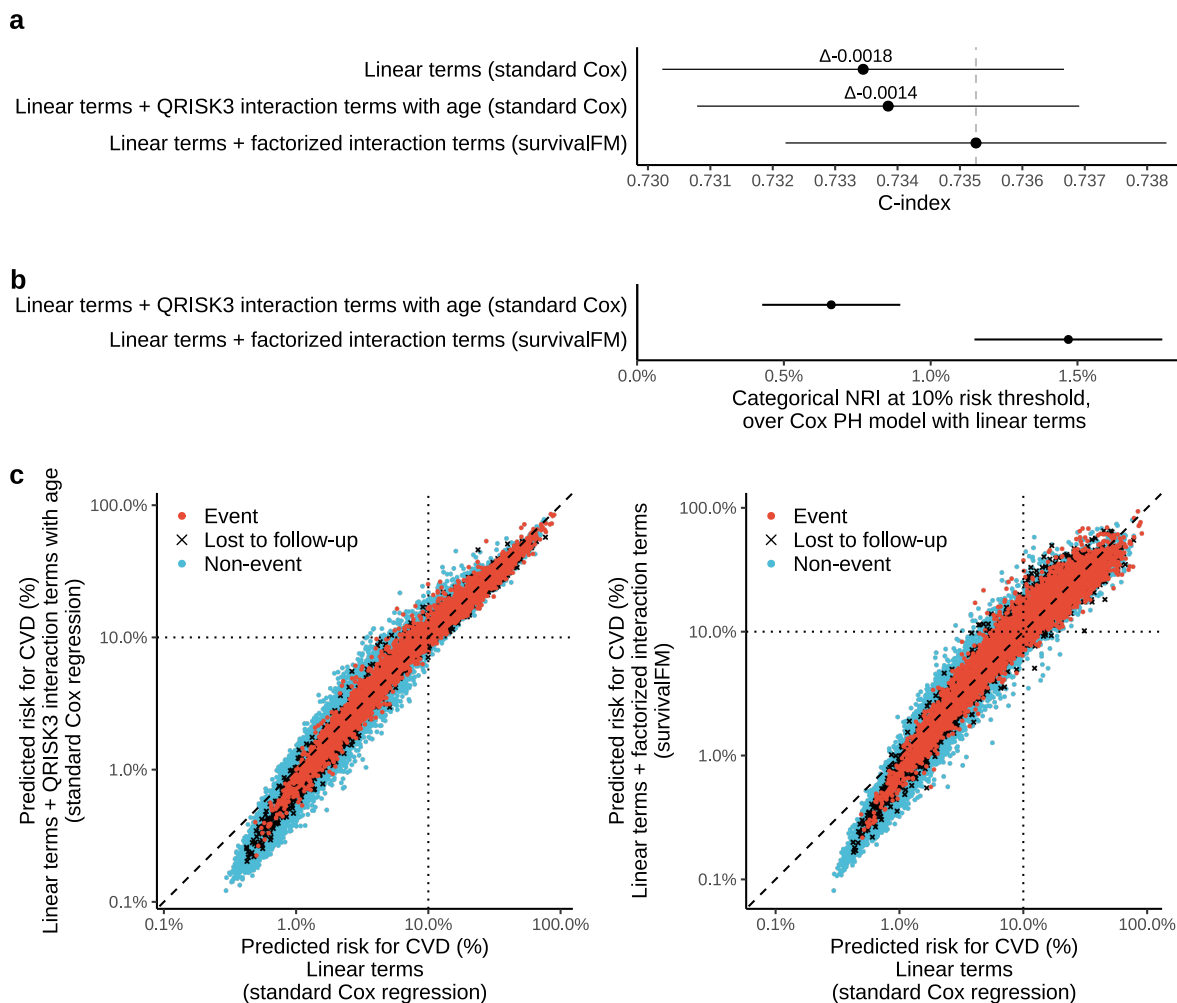 a
Linear terms (standard Cox)
Linear terms + QRISK3 interaction terms with age (standard Cox)
Linear terms + factorized interaction terms (survivalFM)
Δ-0.0018
Δ-0.0014
0.730 0.731 0.732 0.733 0.734 0.735 0.736 0.737 0.738
C-index
b
Linear terms + QRISK3 interaction terms with age (standard Cox)
Linear terms + factorized interaction terms (survivalFM)
0.0% 0.5% 1.0% 1.5%
Categorical NRI at 10% risk threshold,
over Cox PH model with linear terms
c
Predicted risk for CVD (%)
Linear terms + QRISK3 interaction terms with age
(standard Cox regression)
100.0%
10.0%
1.0%
0.1%
Event
Lost to follow-up
Non-event
0.1% 1.0% 10.0% 100.0%
Predicted risk for CVD (%)
Linear terms
(standard Cox regression)
Predicted risk for CVD (%)
Linear terms + factorized interaction terms
(survivalFM)
100.0%
10.0%
1.0%
0.1%
Event
Lost to follow-up
Non-event
0.1% 1.0% 10.0% 100.0%
Predicted risk for CVD (%)
Linear terms
(standard Cox regression)